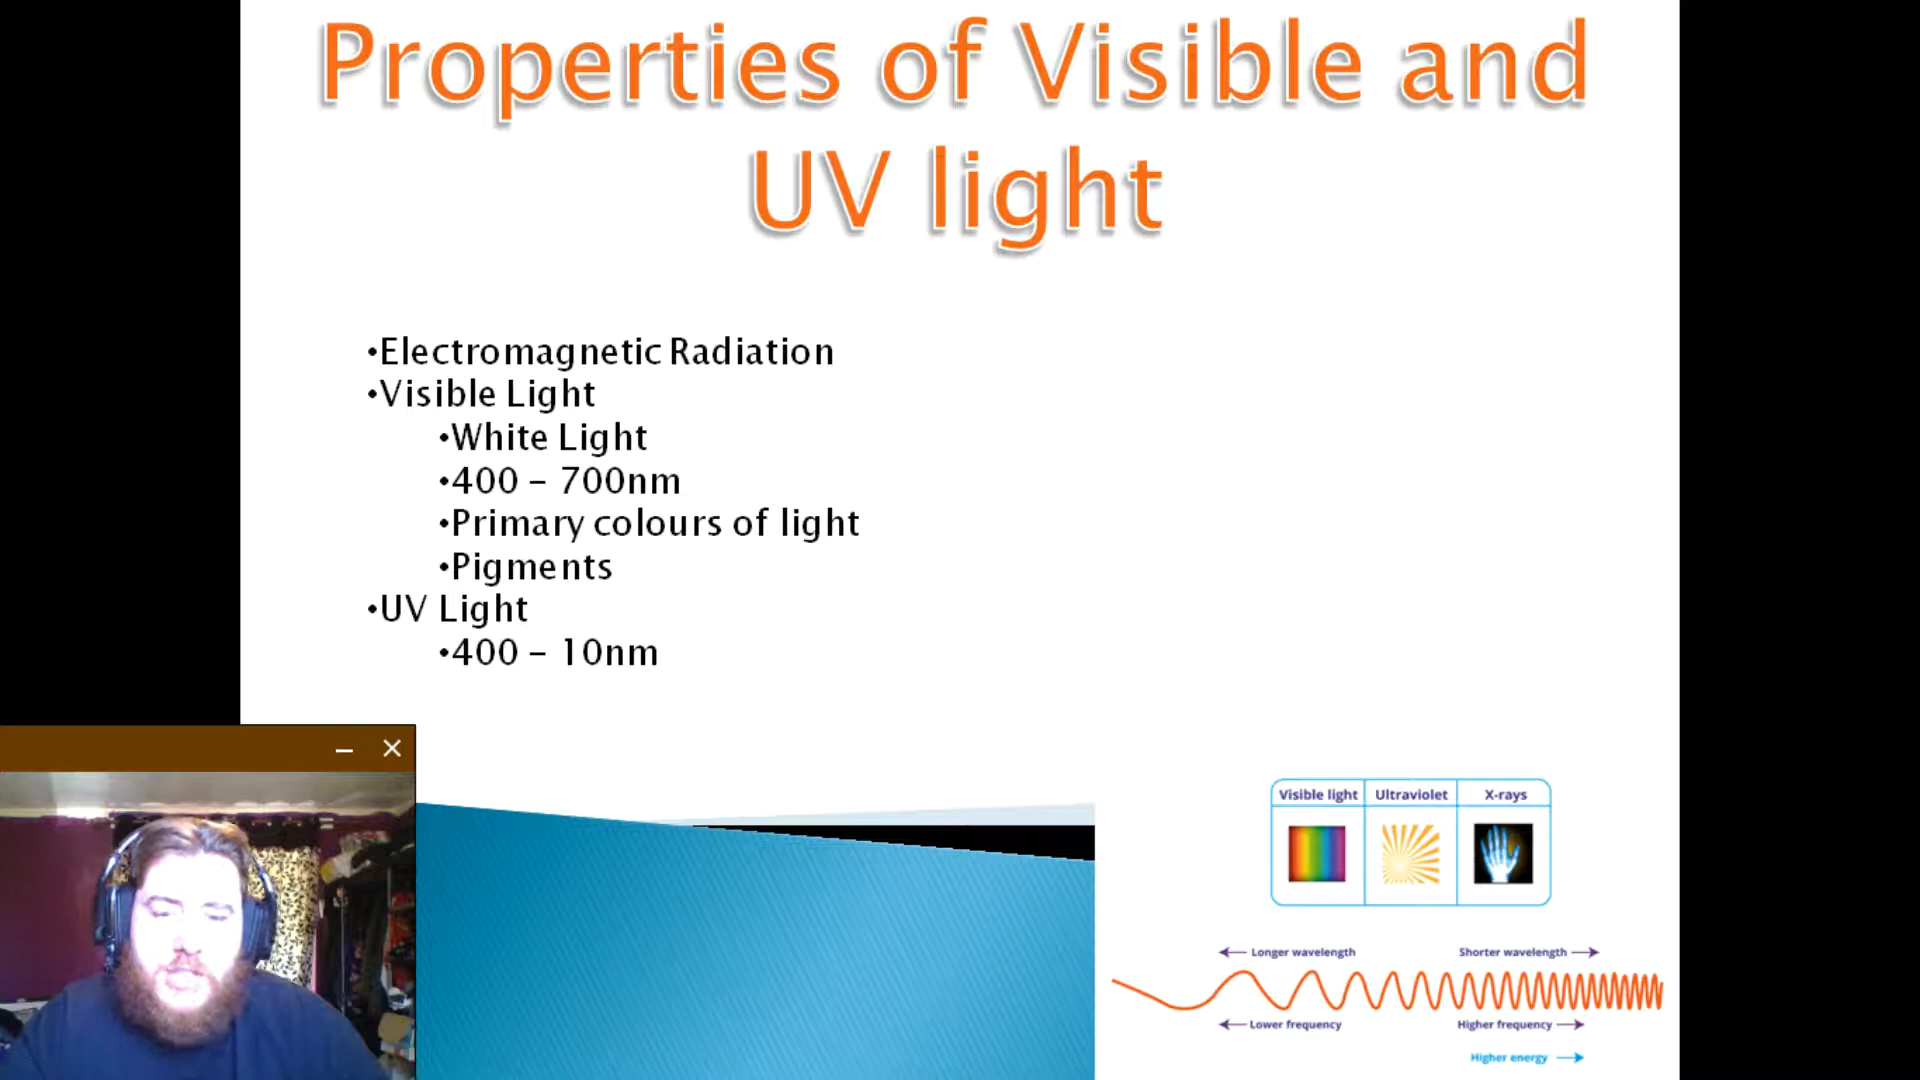 Properties of Visible and
UV light
•Electromagnetic Radiation
•Visible Light
•White Light
•400 – 700nm
•Primary colours of light
•Pigments
•UV Light
•400 – 10nm
Visible light Ultraviolet X-rays
Longer wavelength Shorter wavelength
Lower frequency Higher frequency
Higher energy